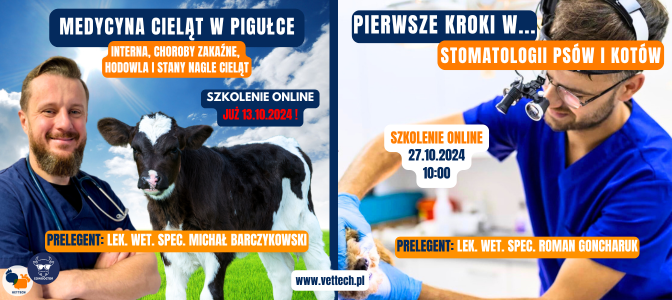 MEDYCYNA CIELĄT W PIGUŁCE
INTERNA, CHOROBY ZAKAŹNE,
HODOWLA I STANY NAGLE CIELĄT
SZKOLENIE ONLINE
JUŻ 13.10.2024 !
PRELEGENT: LEK. WET. SPEC. MICHAŁ BARCZYKOWSKI
VETTECH
PIERWSZE KROKI W...
STOMATOLOGII PSÓW I KOTÓW
SZKOLENIE ONLINE
27.10.2024
10:00
PRELEGENT: LEK. WET. SPEC. ROMAN GONCHARUK
www.vettech.pl